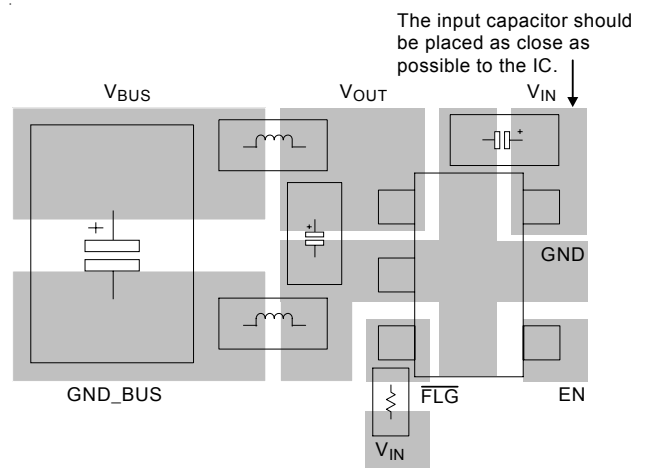 The input capacitor should
be placed as close as
possible to the IC.
VBUS
VOUT
VIN
+
+
+
GND
GND_BUS
FLG
EN
VIN